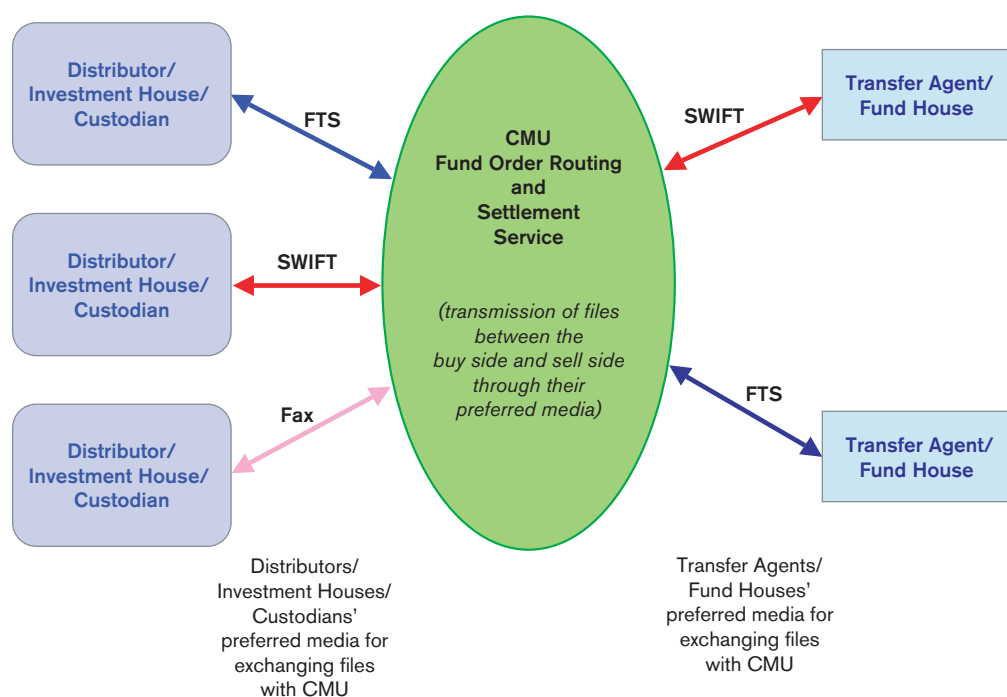 Distributor/
Investment House/
Custodian
FTS
Distributor/
Investment House/
Custodian
SWIFT
Distributor/
Investment House/
Custodian
Fax
CMU
Fund Order Routing
and
Settlement
Service
(transmission of files
between the
buy side and sell side
through their
preferred media)
SWIFT
Transfer Agent/
Fund House
FTS
Transfer Agent/
Fund House
Distributors/
Investment Houses/
Custodians’
preferred media for
exchanging files
with CMU
Transfer Agents/
Fund Houses’
preferred media for
exchanging files
with CMU